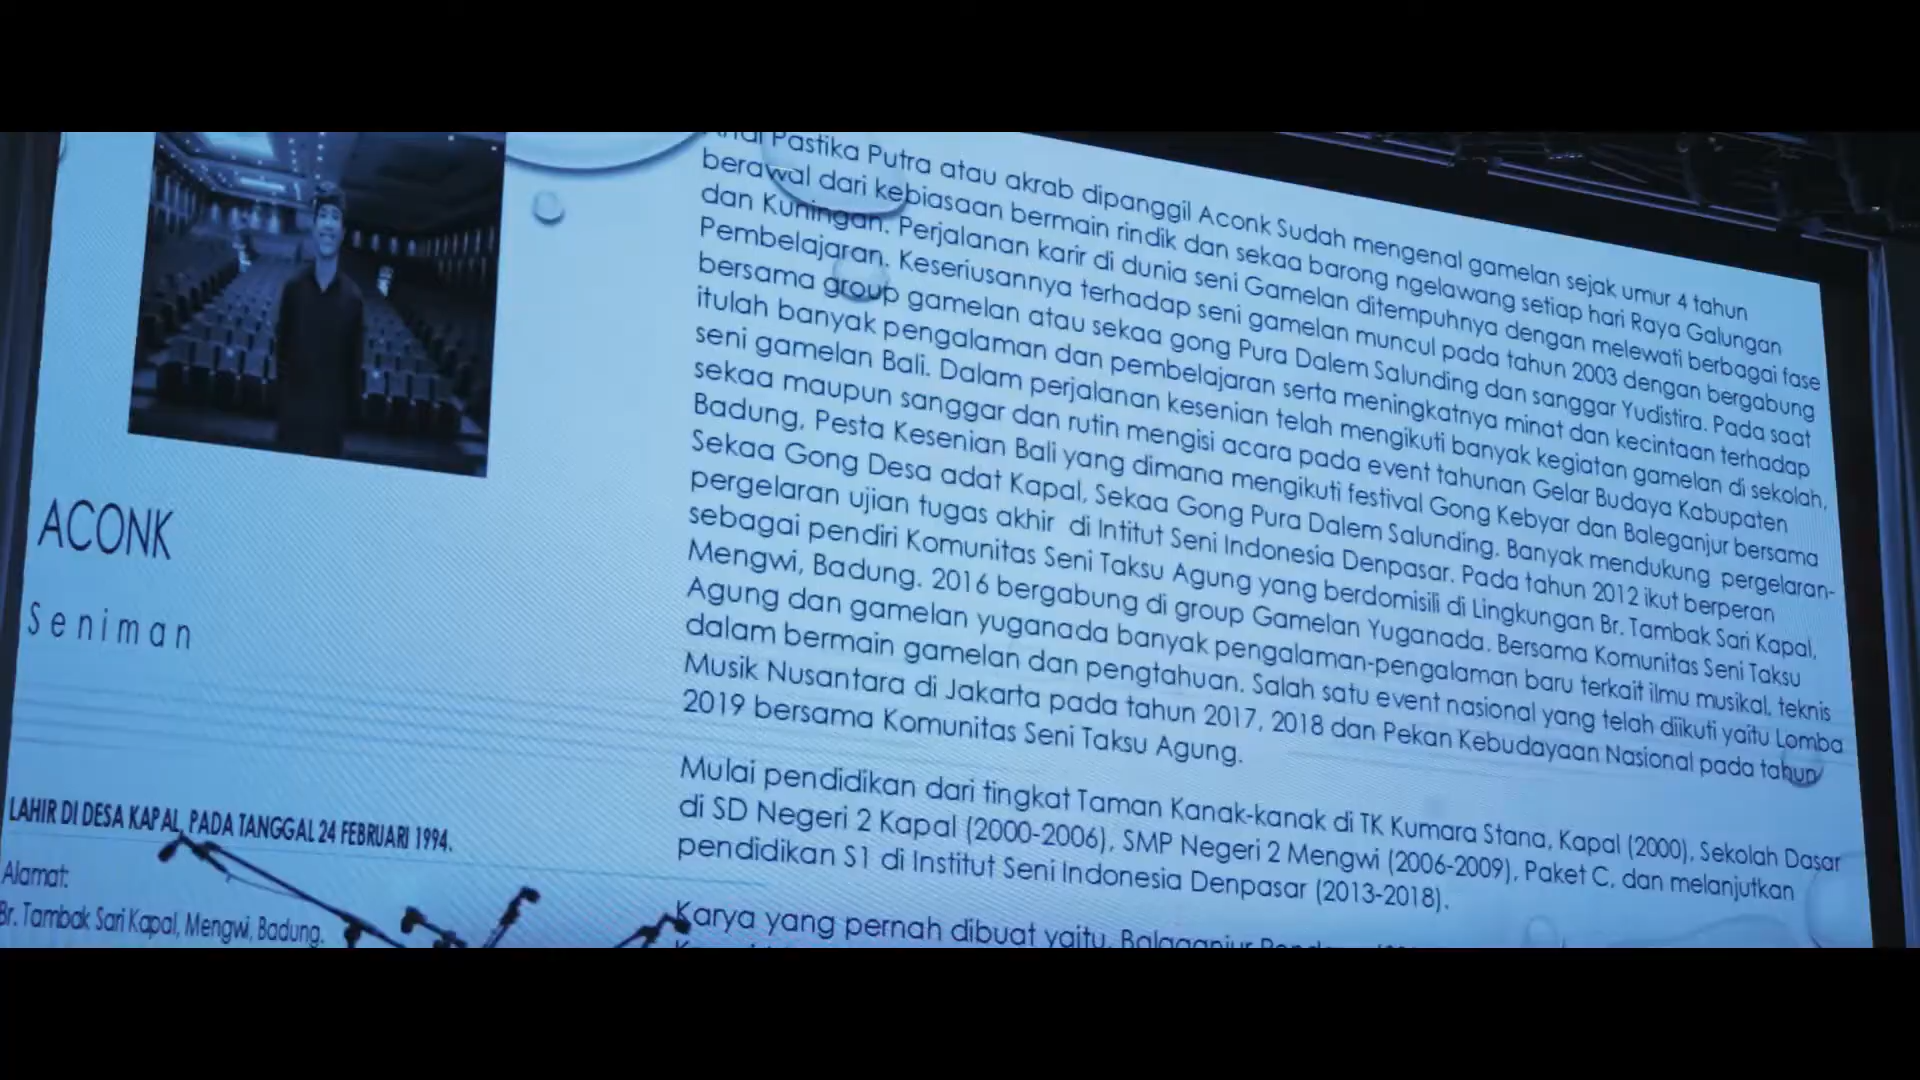 ACONK
Seniman
LAHIR DI DESA KAPAL, PADA TANGGAL 24 FEBRUARI 1994.
Alamat:
Br. Tambak Sari Kapal, Mengwi, Badung.
Pastika Putra atau akrab dipanggil Aconk Sudah mengenal gamelan sejak umur 4 tahun
berawal dari kebiasaan bermain rindik dan sekaa barong ngelawang setiap hari Raya Galungan
dan Kuningan. Perjalanan karir di dunia seni Gamelan ditempuhnya dengan melewati berbagai fase
Pembelajaran. Keseriusannya terhadap seni gamelan muncul pada tahun 2003 dengan bergabung
bersama group gamelan atau sekaa gong Pura Dalem Salunding dan sanggar Yudistira. Pada saat
itulah banyak pengalaman dan pembelajaran serta meningkatnya minat dan kecintaan terhadap
seni gamelan Bali. Dalam perjalanan kesenian telah mengikuti banyak kegiatan gamelan di sekolah,
sekaa maupun sanggar dan rutin mengisi acara pada event tahunan Gelar Budaya Kabupaten
Badung, Pesta Kesenian Bali yang dimana mengikuti festival Gong Kebyar dan Baleganjur bersama
Sekaa Gong Desa adat Kapal, Sekaa Gong Pura Dalem Salunding. Banyak mendukung pergelaran-
pergelaran ujian tugas akhir di Intitut Seni Indonesia Denpasar. Pada tahun 2012 ikut berperan
sebagai pendiri Komunitas Seni Taksu Agung yang berdomisili di Lingkungan Br. Tambak Sari Kapal,
Mengwi, Badung. 2016 bergabung di group Gamelan Yuganada. Bersama Komunitas Seni Taksu
Agung dan gamelan yuganada banyak pengalaman-pengalaman baru terkait ilmu musikal, teknis
dalam bermain gamelan dan pengtahuan. Salah satu event nasional yang telah diikuti yaitu Lomba
Musik Nusantara di Jakarta pada tahun 2017, 2018 dan Pekan Kebudayaan Nasional pada tahun
2019 bersama Komunitas Seni Taksu Agung.
Mulai pendidikan dari tingkat Taman Kanak-kanak di TK Kumara Stana, Kapal (2000), Sekolah Dasar
di SD Negeri 2 Kapal (2000-2006), SMP Negeri 2 Mengwi (2006-2009), Paket C, dan melanjutkan
pendidikan S1 di Institut Seni Indonesia Denpasar (2013-2018).
Karya yang pernah dibuat yaitu,